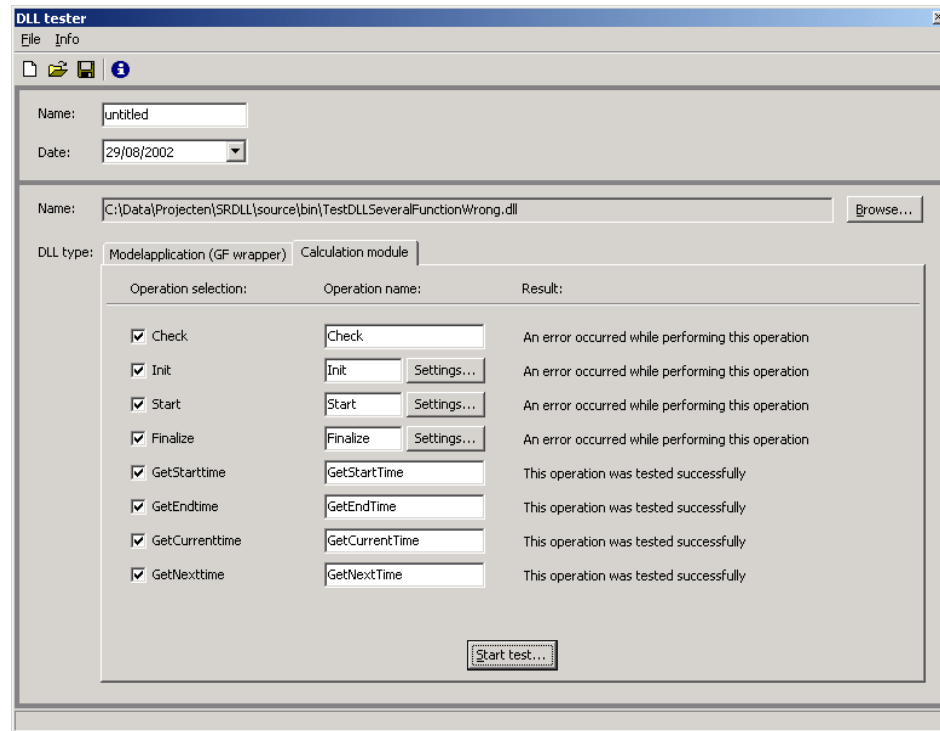 DLL tester
File Info
Name: untitled
Date: 29/08/2002
Name: C:\Data\Projecten\SRDLL\source\bin\TestDLLSeveralFunctionWrong.dll Browse...
DLL type: Modelapplication (GF wrapper) Calculation module
Operation selection: Operation name: Result:
Check Check An error occurred while performing this operation
Init Init Settings... An error occurred while performing this operation
Start Start Settings... An error occurred while performing this operation
Finalize Finalize Settings... An error occurred while performing this operation
GetStarttime GetStartTime This operation was tested successfully
GetEndtime GetEndTime This operation was tested successfully
GetCurrenttime GetCurrentTime This operation was tested successfully
GetNexttime GetNextTime This operation was tested successfully
Start test...